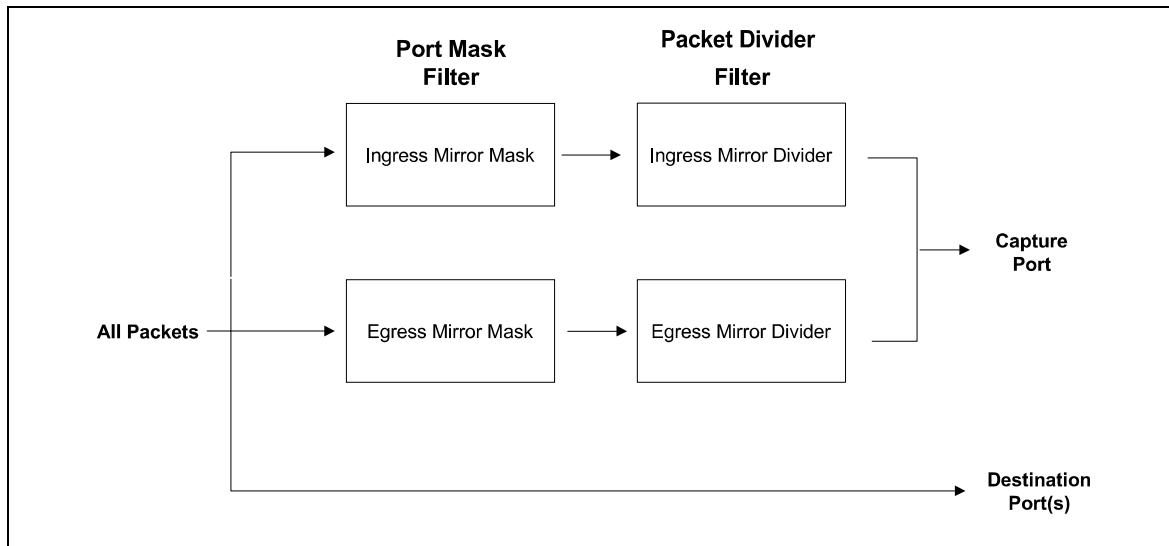 Port Mask
Filter
Packet Divider
Filter
Ingress Mirror Mask
Ingress Mirror Divider
Capture
Port
All Packets
Egress Mirror Mask
Egress Mirror Divider
Destination
Port(s)